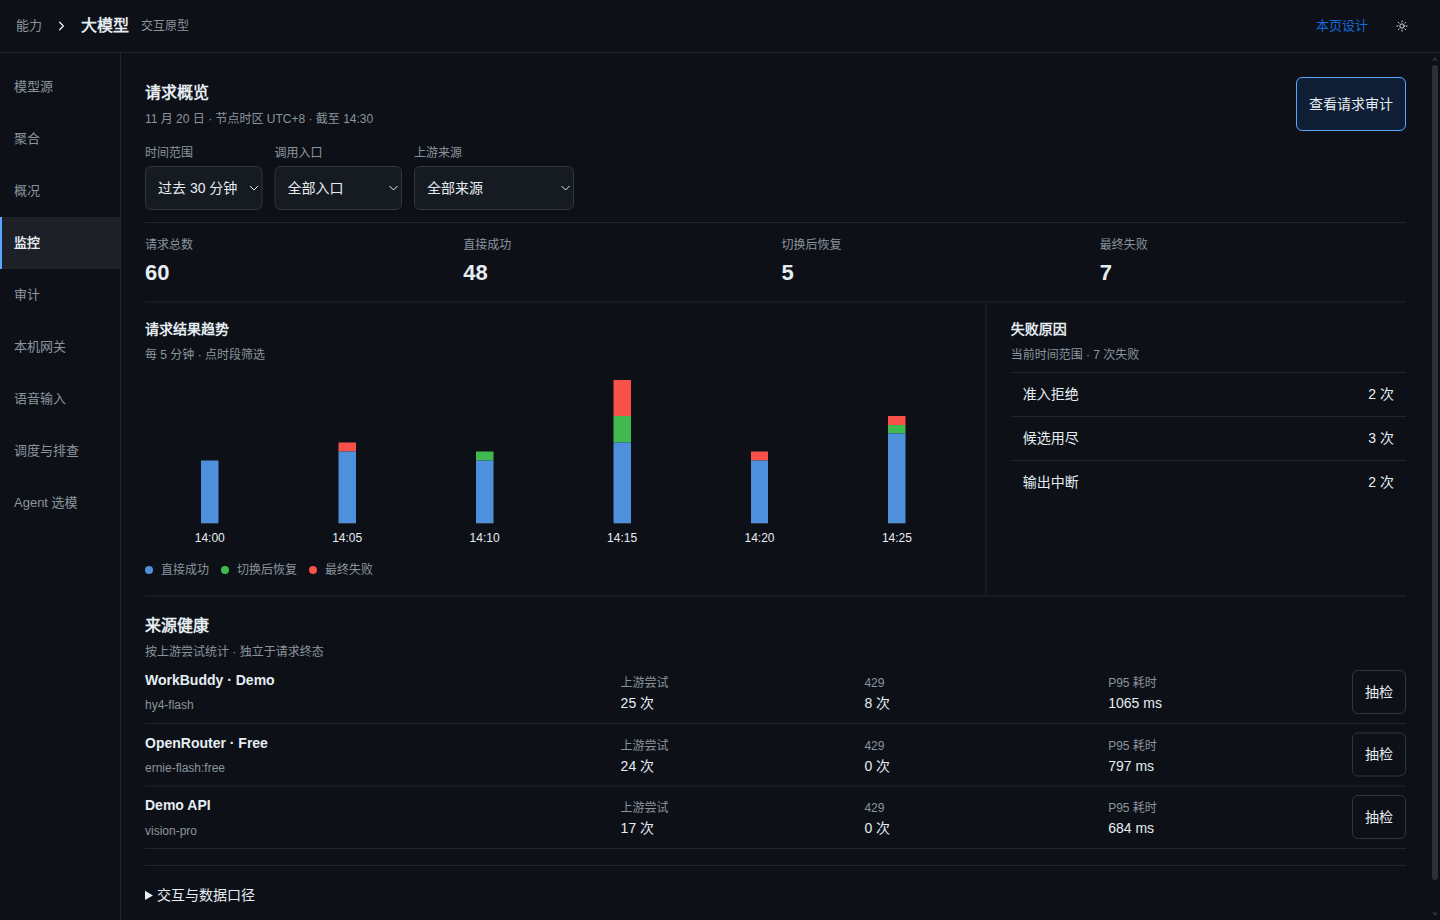 能力 大模型 交互原型
本页设计
模型源
聚合
概况
监控
审计
本机网关
语音输入
调度与排查
Agent 选模
请求概览
11 月 20 日 · 节点时区 UTC+8 · 截至 14:30
查看请求审计
时间范围 调用入口 上游来源
过去 30 分钟 全部入口 全部来源
请求总数 直接成功 切换后恢复 最终失败
60 48 5 7
请求结果趋势
每 5 分钟 · 点时段筛选
14:00 14:05 14:10 14:15 14:20 14:25
直接成功 切换后恢复 最终失败
失败原因
当前时间范围 · 7 次失败
准入拒绝 2 次
候选用尽 3 次
输出中断 2 次
来源健康
按上游尝试统计 · 独立于请求终态
WorkBuddy · Demo 上游尝试 429 P95 耗时
hy4-flash 25 次 8 次 1065 ms 抽检
OpenRouter · Free 上游尝试 429 P95 耗时
ernie-flash:free 24 次 0 次 797 ms 抽检
Demo API 上游尝试 429 P95 耗时
vision-pro 17 次 0 次 684 ms 抽检
交互与数据口径